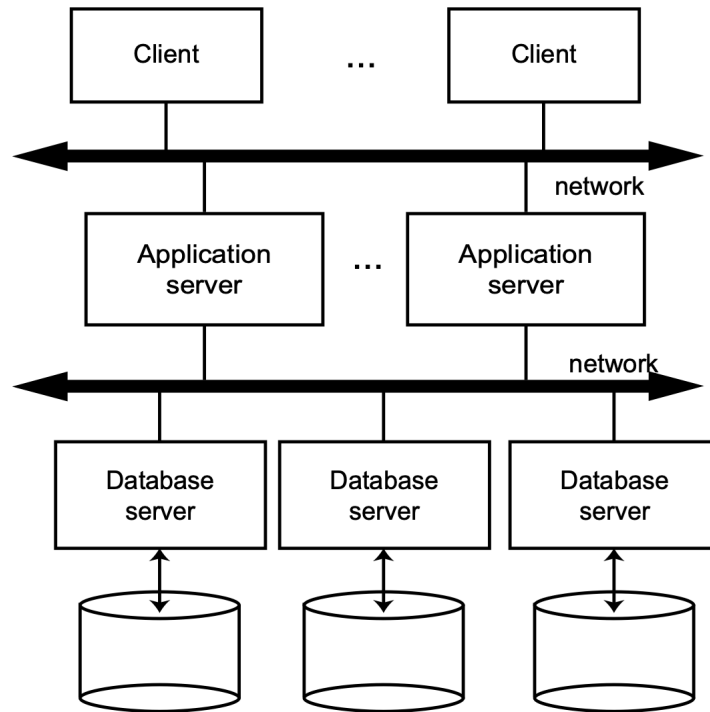 Client
...
Client
network
Application
server
...
Application
server
network
Database
server
Database
server
Database
server